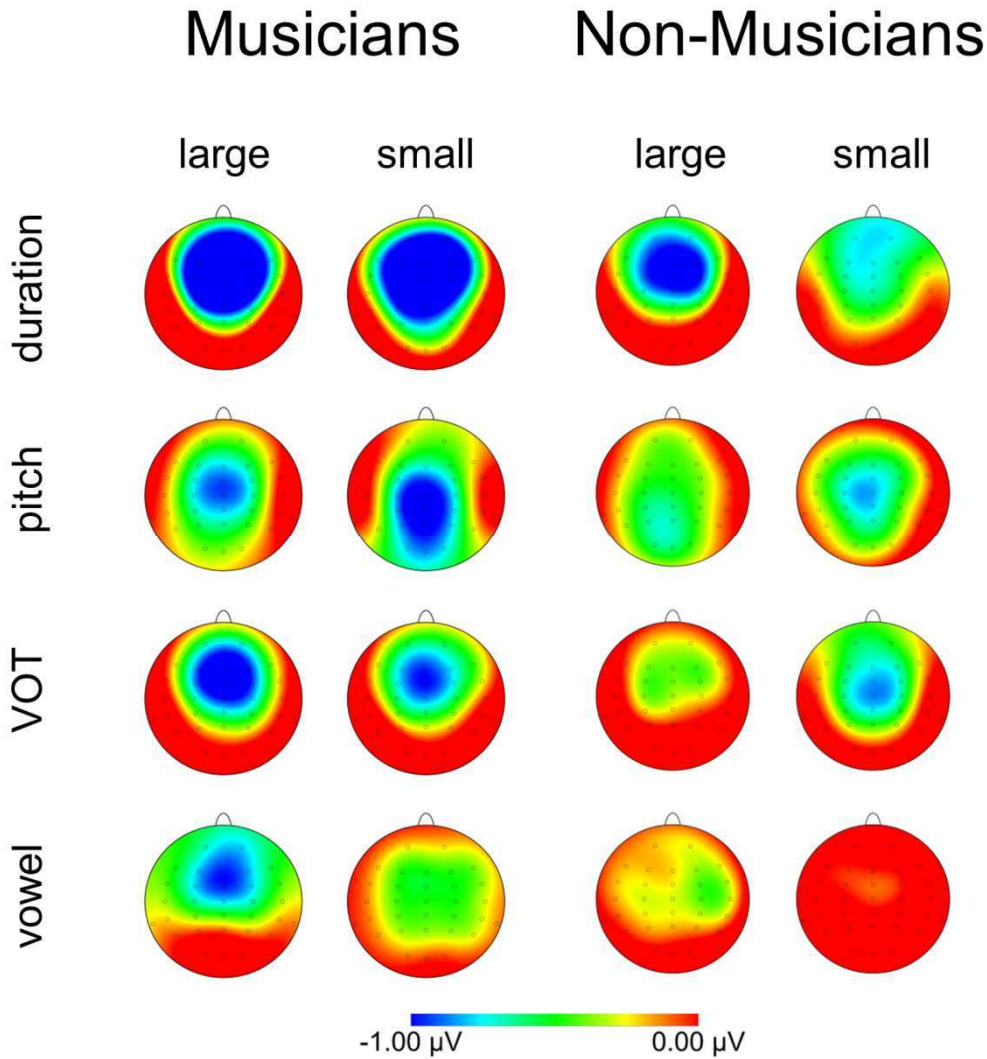 Musicians Non-Musicians
large small large small
duration
pitch
VOT
vowel
-1.00 µV 0.00 µV